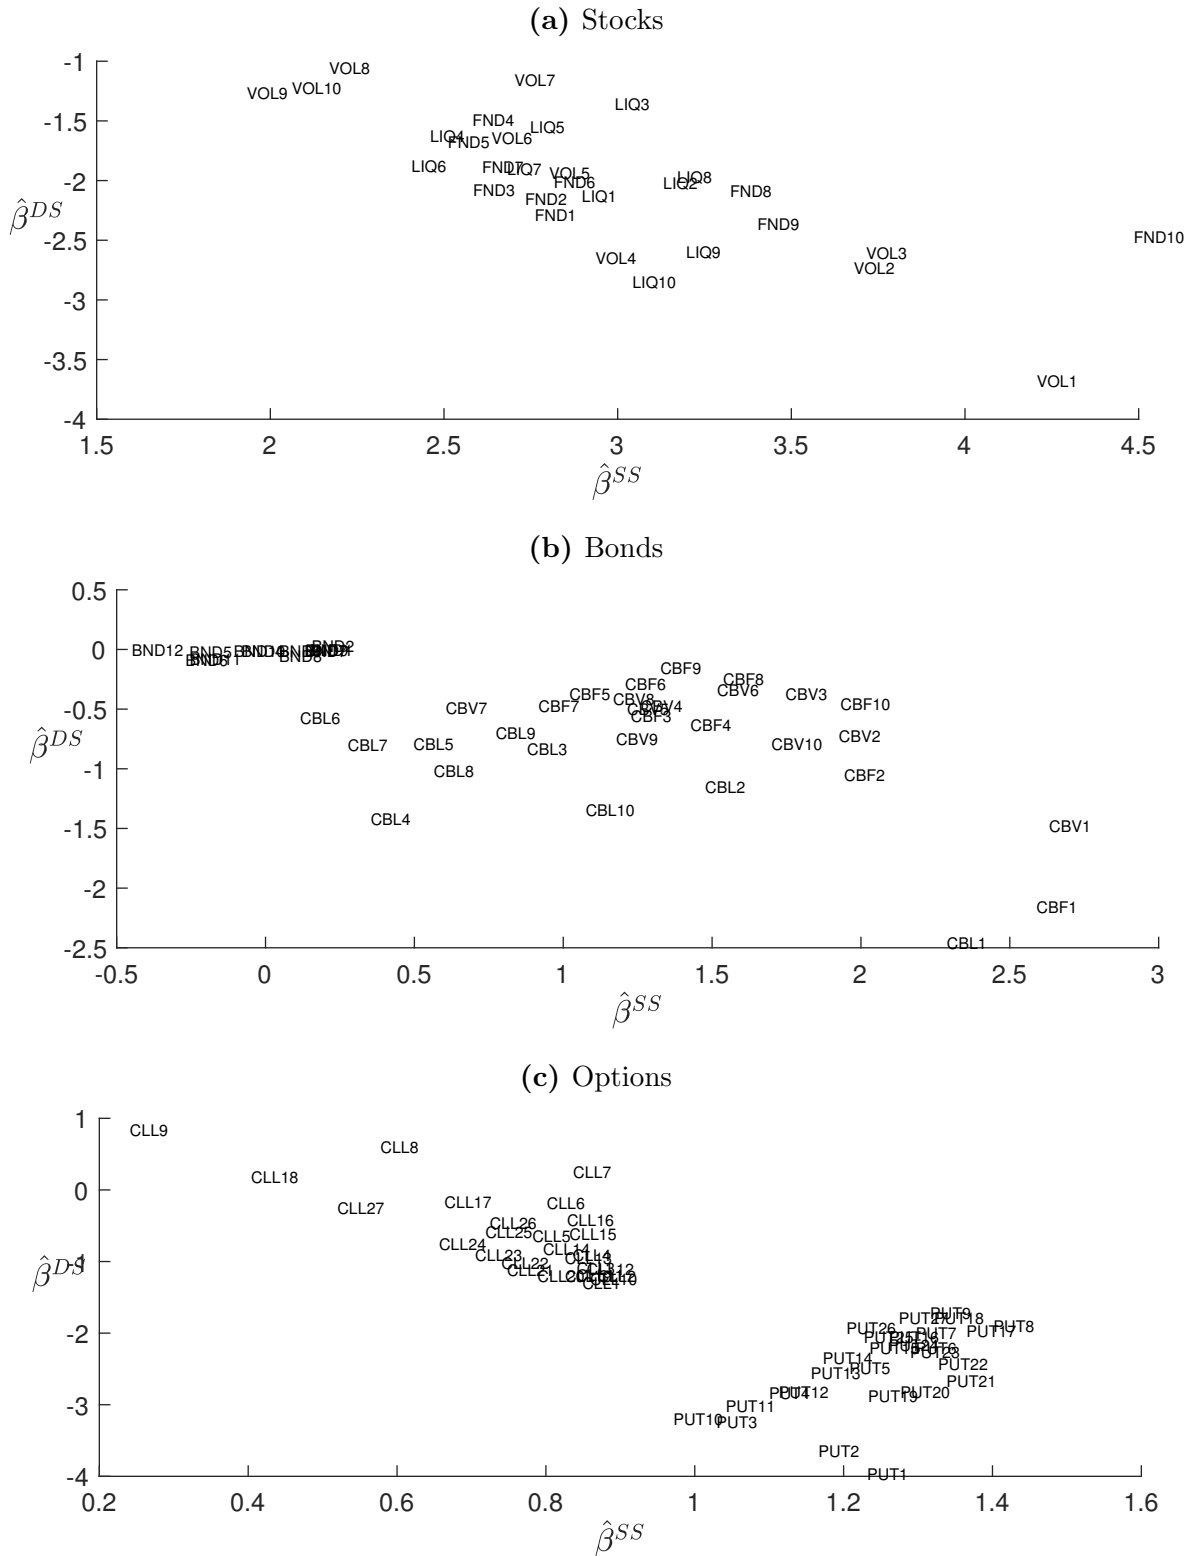 (a) Stocks
-1
VOL8
VOL7
VOL10
VOL9
LIQ3
-1.5
FND4
LIQ5
LIQ4
VOL6
FND5
LIQ6
FND7
LIQ7
VOL5
LIQ8
-2
FND6
LIQ2
FND3
FND8
LIQ1
FND2
β̂^DS
FND1
FND9
FND10
-2.5
LIQ9
VOL3
VOL4
VOL2
LIQ10
-3
-3.5
VOL1
-4
1.5 2 2.5 3 3.5 4 4.5
β̂^SS
(b) Bonds
0.5
0
BND12
BND5
BND6
BND8
BND2
CBF9
CBF8
CBF6
CBV6
CBF5
CBV3
CBV8
CBF7
CBV4
CBF10
-0.5
CBV7
CBF3
CBL6
CBF4
CBL9
CBV9
CBV2
β̂^DS
CBL7
CBL5
CBL3
CBV10
-1
CBL8
CBF2
CBL2
CBL10
CBL4
-1.5
CBV1
-2
CBF1
CBL1
-2.5
-0.5 0 0.5 1 1.5 2 2.5 3
β̂^SS
(c) Options
1
CLL9
CLL8
CLL7
CLL18
0
CLL17
CLL6
CLL27
CLL26
CLL16
CLL25
CLL5
CLL15
CLL24
CLL14
CLL23
CLL4
CLL22
CLL21
-1
β̂^DS
CLL1
PUT9
PUT18
PUT26
PUT17
PUT8
-2
PUT7
PUT6
PUT23
PUT14
PUT22
PUT5
PUT13
PUT21
PUT12
PUT20
PUT19
-3
PUT11
PUT10
PUT3
PUT2
PUT1
-4
0.2 0.4 0.6 0.8 1 1.2 1.4 1.6
β̂^SS